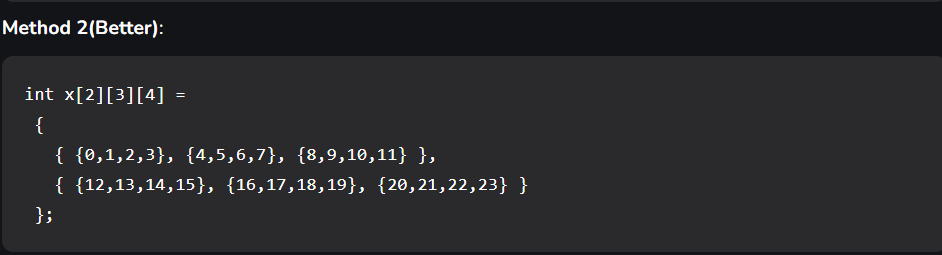 Method 2(Better):
int x[2][3][4] =
{
{ {0,1,2,3}, {4,5,6,7}, {8,9,10,11} },
{ {12,13,14,15}, {16,17,18,19}, {20,21,22,23} }
};